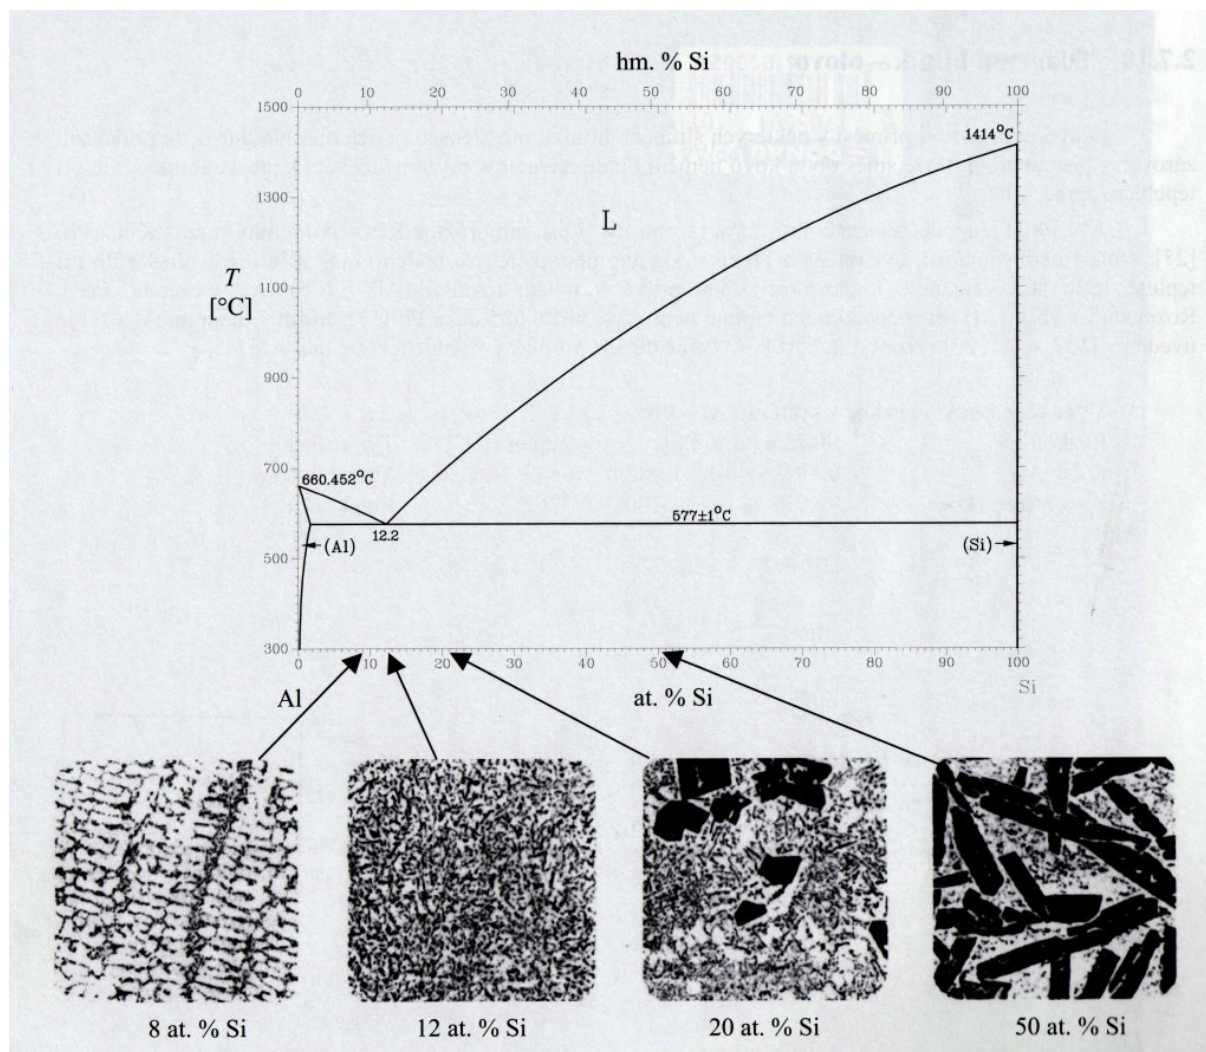 hm. % Si
0 10 20 30 40 50 60 70 80 90 100
1500
1414°C
1300
L
T
[°C]
1100
900
700
660.452°C
577±1°C
12.2
(Al)
(Si)
500
300
0 10 20 30 40 50 60 70 80 90 100
Al
at. % Si
Si
8 at. % Si
12 at. % Si
20 at. % Si
50 at. % Si